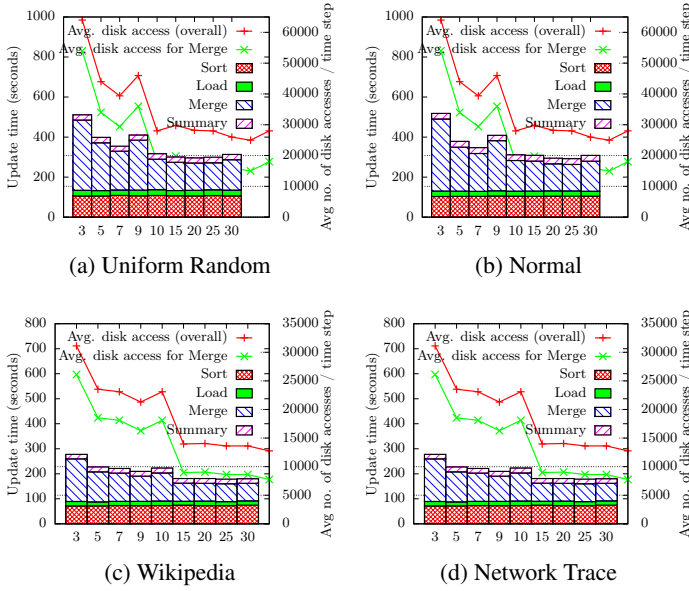 1000
800
600
400
200
0
Update time (seconds)
Avg. disk access (overall)
Avg. disk access for Merge
Sort
Load
Merge
Summary
60000
50000
40000
30000
20000
10000
0
Avg no. of disk accesses / time step
3 5 7 9 10 15 20 25 30
(a) Uniform Random
1000
800
600
400
200
0
Update time (seconds)
Avg. disk access (overall)
Avg. disk access for Merge
Sort
Load
Merge
Summary
60000
50000
40000
30000
20000
10000
0
Avg no. of disk accesses / time step
3 5 7 9 10 15 20 25 30
(b) Normal
800
700
600
500
400
300
200
100
0
Update time (seconds)
Avg. disk access (overall)
Avg. disk access for Merge
Sort
Load
Merge
Summary
35000
30000
25000
20000
15000
10000
5000
0
Avg no. of disk accesses / time step
3 5 7 9 10 15 20 25 30
(c) Wikipedia
800
700
600
500
400
300
200
100
0
Update time (seconds)
Avg. disk access (overall)
Avg. disk access for Merge
Sort
Load
Merge
Summary
35000
30000
25000
20000
15000
10000
5000
0
Avg no. of disk accesses / time step
3 5 7 9 10 15 20 25 30
(d) Network Trace